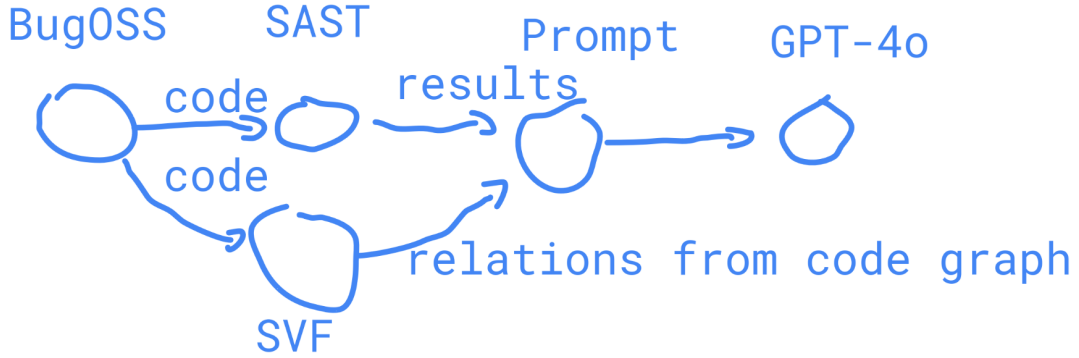 BugOSS
SAST
Prompt
GPT-4o
code
results
code
relations from code graph
SVF